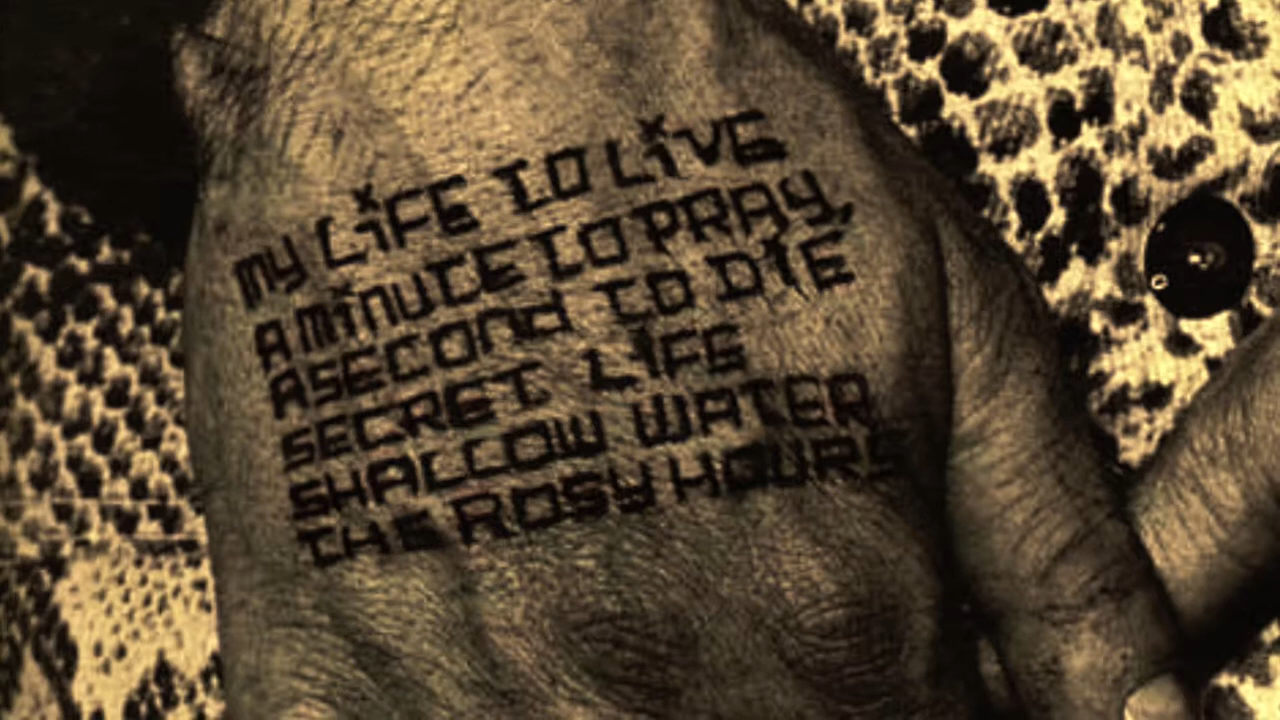 MY LiFE TO LiVE
A MiNUTE TO PRAY,
A SECOND TO DiE
SECRET LIFE
SHALLOW WATER
THE ROSY HOURS